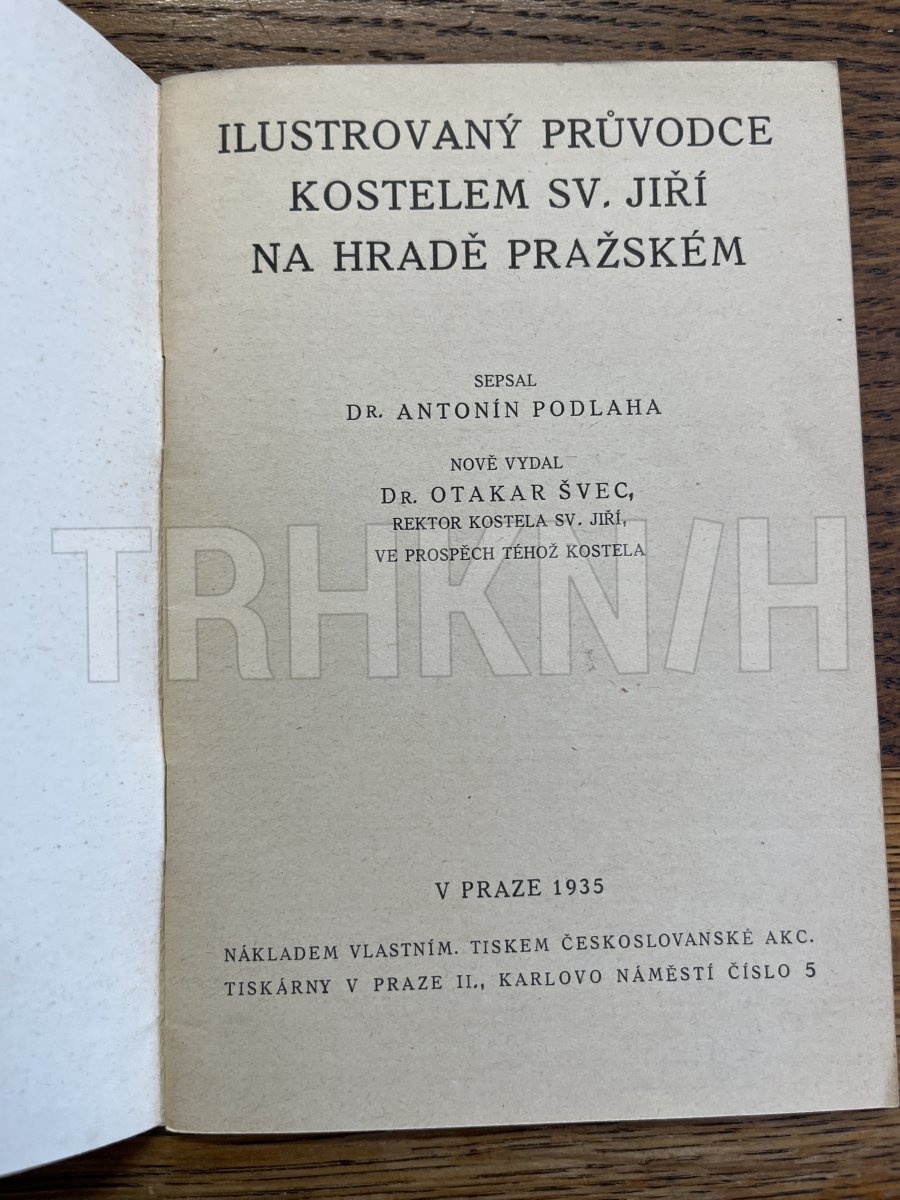 ILUSTROVANÝ PRŮVODCE
KOSTELEM SV. JIŘÍ
NA HRADĚ PRAŽSKÉM
SEPSAL
DR. ANTONÍN PODLAHA
NOVĚ VYDAL
DR. OTAKAR ŠVEC,
REKTOR KOSTELA SV. JIŘÍ,
VE PROSPĚCH TÉHOŽ KOSTELA
TRHKNIH
V PRAZE 1935
NÁKLADEM VLASTNÍM. TISKEM ČESKOSLOVANSKÉ AKC.
TISKÁRNY V PRAZE II., KARLOVO NÁMĚSTÍ ČÍSLO 5